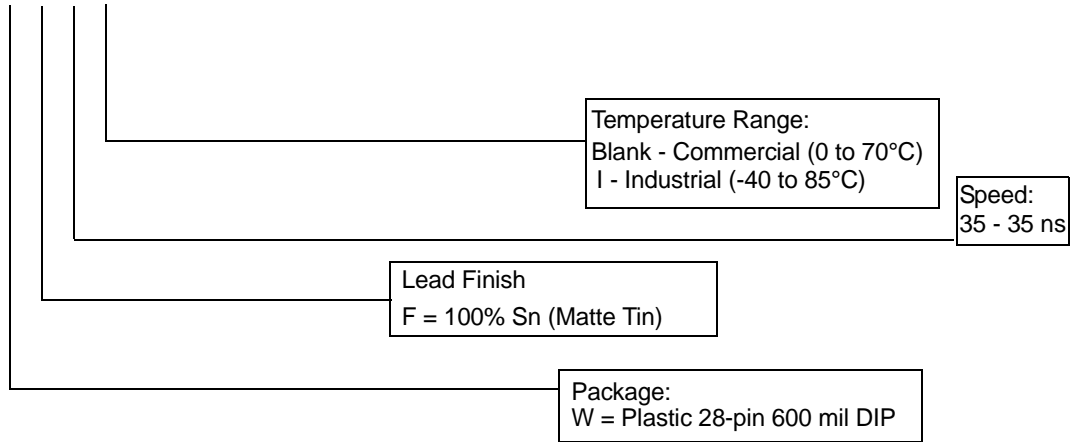 Temperature Range:
Blank - Commercial (0 to 70°C)
I - Industrial (-40 to 85°C)
Speed:
35 - 35 ns
Lead Finish
F = 100% Sn (Matte Tin)
Package:
W = Plastic 28-pin 600 mil DIP